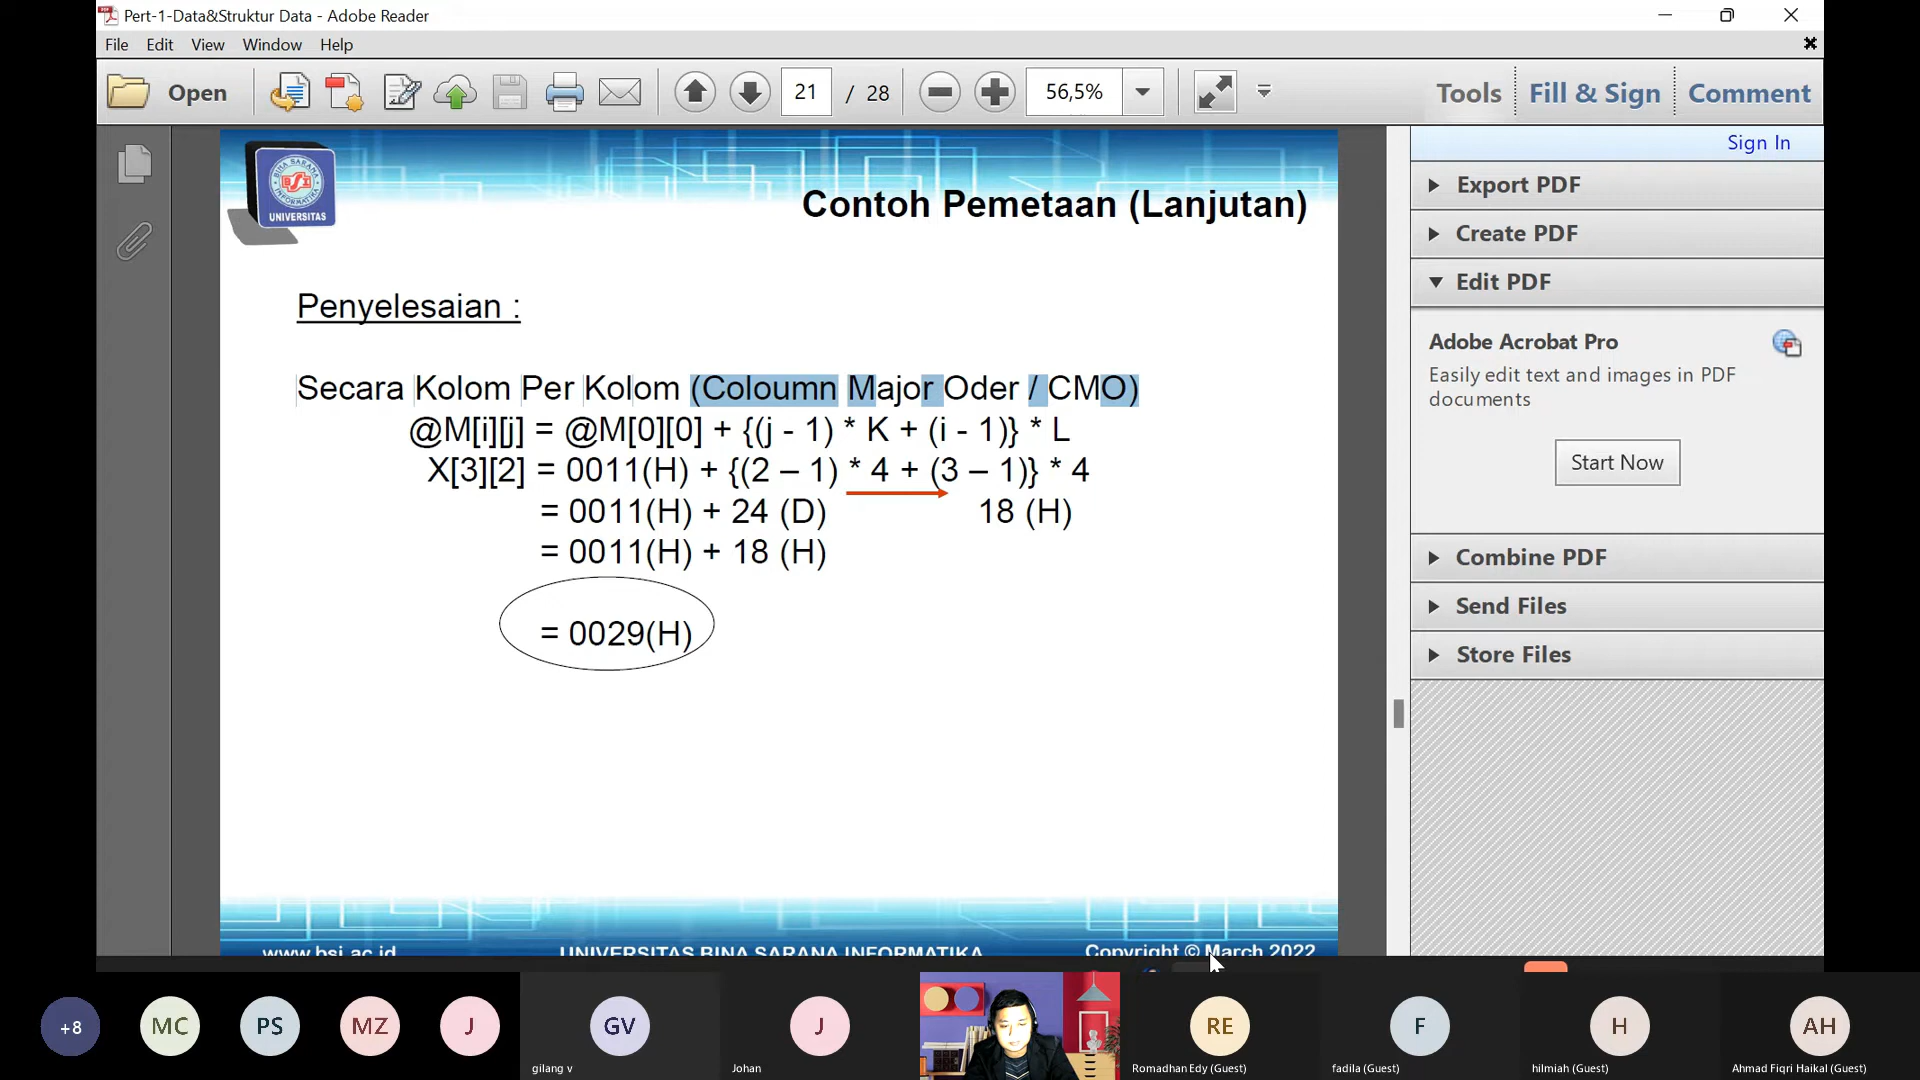 Pert-1-Data&Struktur Data - Adobe Reader
File Edit View Window Help
Open 21 / 28 56,5% Tools Fill & Sign Comment
Sign In
Export PDF
Create PDF
Edit PDF
Adobe Acrobat Pro
Easily edit text and images in PDF
documents
Start Now
Combine PDF
Send Files
Store Files
BINA SARANA INFORMATIKA
BSI
UNIVERSITAS
Contoh Pemetaan (Lanjutan)
Penyelesaian :
Secara Kolom Per Kolom (Coloumn Major Oder / CMO)
@M[i][j] = @M[0][0] + {(j - 1) * K + (i - 1)} * L
X[3][2] = 0011(H) + {(2 – 1) * 4 + (3 – 1)} * 4
= 0011(H) + 24 (D) 18 (H)
= 0011(H) + 18 (H)
= 0029(H)
www.bsi.ac.id UNIVERSITAS BINA SARANA INFORMATIKA Copyright © March 2022
+8 MC PS MZ J GV J RE F H AH
gilang v Johan Romadhan Edy (Guest) fadila (Guest) hilmiah (Guest) Ahmad Fiqri Haikal (Guest)